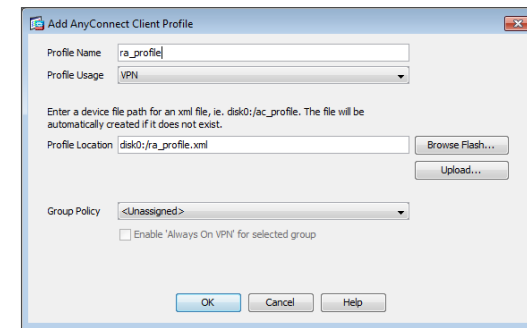 Add AnyConnect Client Profile
Profile Name ra_profile
Profile Usage VPN
Enter a device file path for an xml file, ie. disk0:/ac_profile. The file will be
automatically created if it does not exist.
Profile Location disk0:/ra_profile.xml Browse Flash...
Upload...
Group Policy <Unassigned>
Enable 'Always On VPN' for selected group
OK Cancel Help